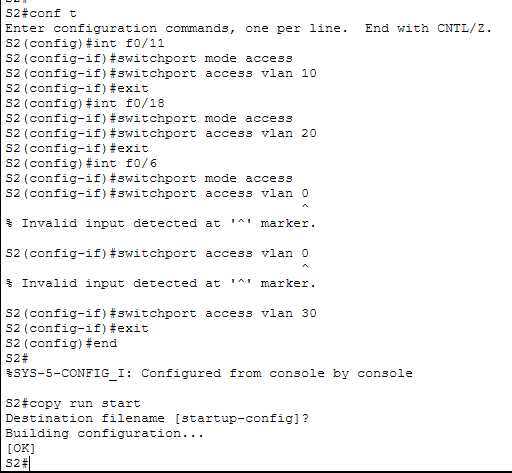 S2#conf t
Enter configuration commands, one per line.  End with CNTL/Z.
S2(config)#int f0/11
S2(config-if)#switchport mode access
S2(config-if)#switchport access vlan 10
S2(config-if)#exit
S2(config)#int f0/18
S2(config-if)#switchport mode access
S2(config-if)#switchport access vlan 20
S2(config-if)#exit
S2(config)#int f0/6
S2(config-if)#switchport mode access
S2(config-if)#switchport access vlan 0
^
% Invalid input detected at '^' marker.
S2(config-if)#switchport access vlan 0
^
% Invalid input detected at '^' marker.
S2(config-if)#switchport access vlan 30
S2(config-if)#exit
S2(config)#end
S2#
%SYS-5-CONFIG_I: Configured from console by console
S2#copy run start
Destination filename [startup-config]?
Building configuration...
[OK]
S2#